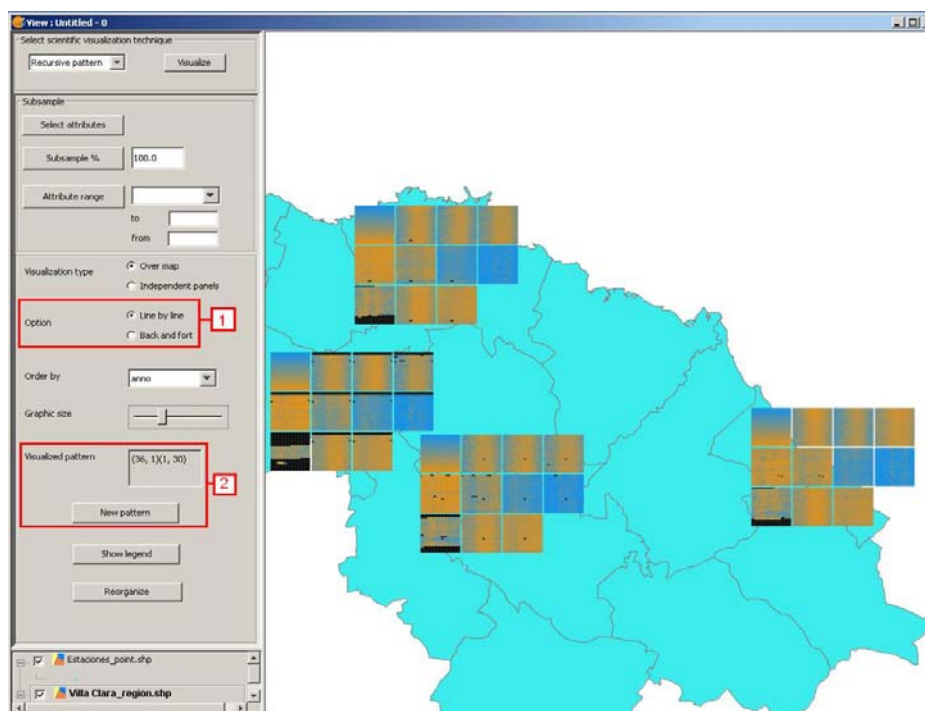 View : Untitled - 0
Select scientific visualization technique
Recursive pattern
Visualize
Subsample
Select attributes
Subsample %
100.0
Attribute range
to
from
Visualization type
Over map
Independent panels
Option
Line by line
Back and fort
1
Order by
anno
Graphic size
Visualized pattern
(36, 1)(1, 30)
2
New pattern
Show legend
Reorganize
Estaciones_point.shp
Villa Clara_region.shp